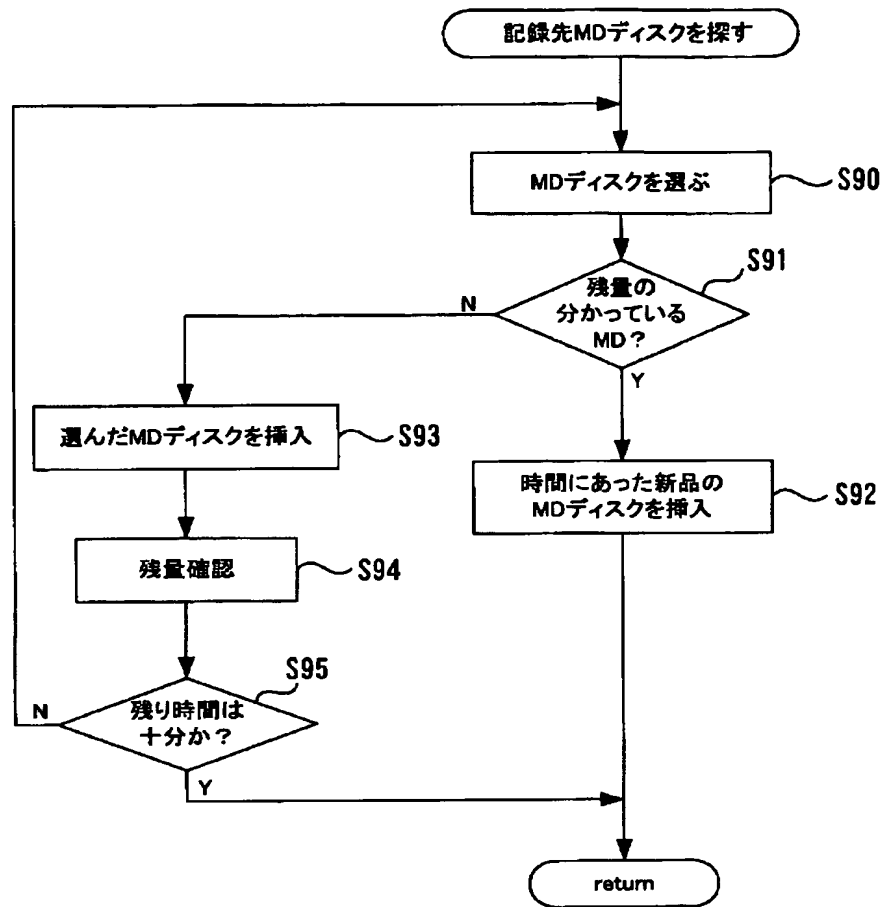 記録先MDディスクを探す
MDディスクを選ぶ
S90
S91
残量の
分かっている
MD？
N
Y
選んだMDディスクを挿入
S93
時間にあった新品の
MDディスクを挿入
S92
残量確認
S94
S95
残り時間は
十分か？
N
Y
return